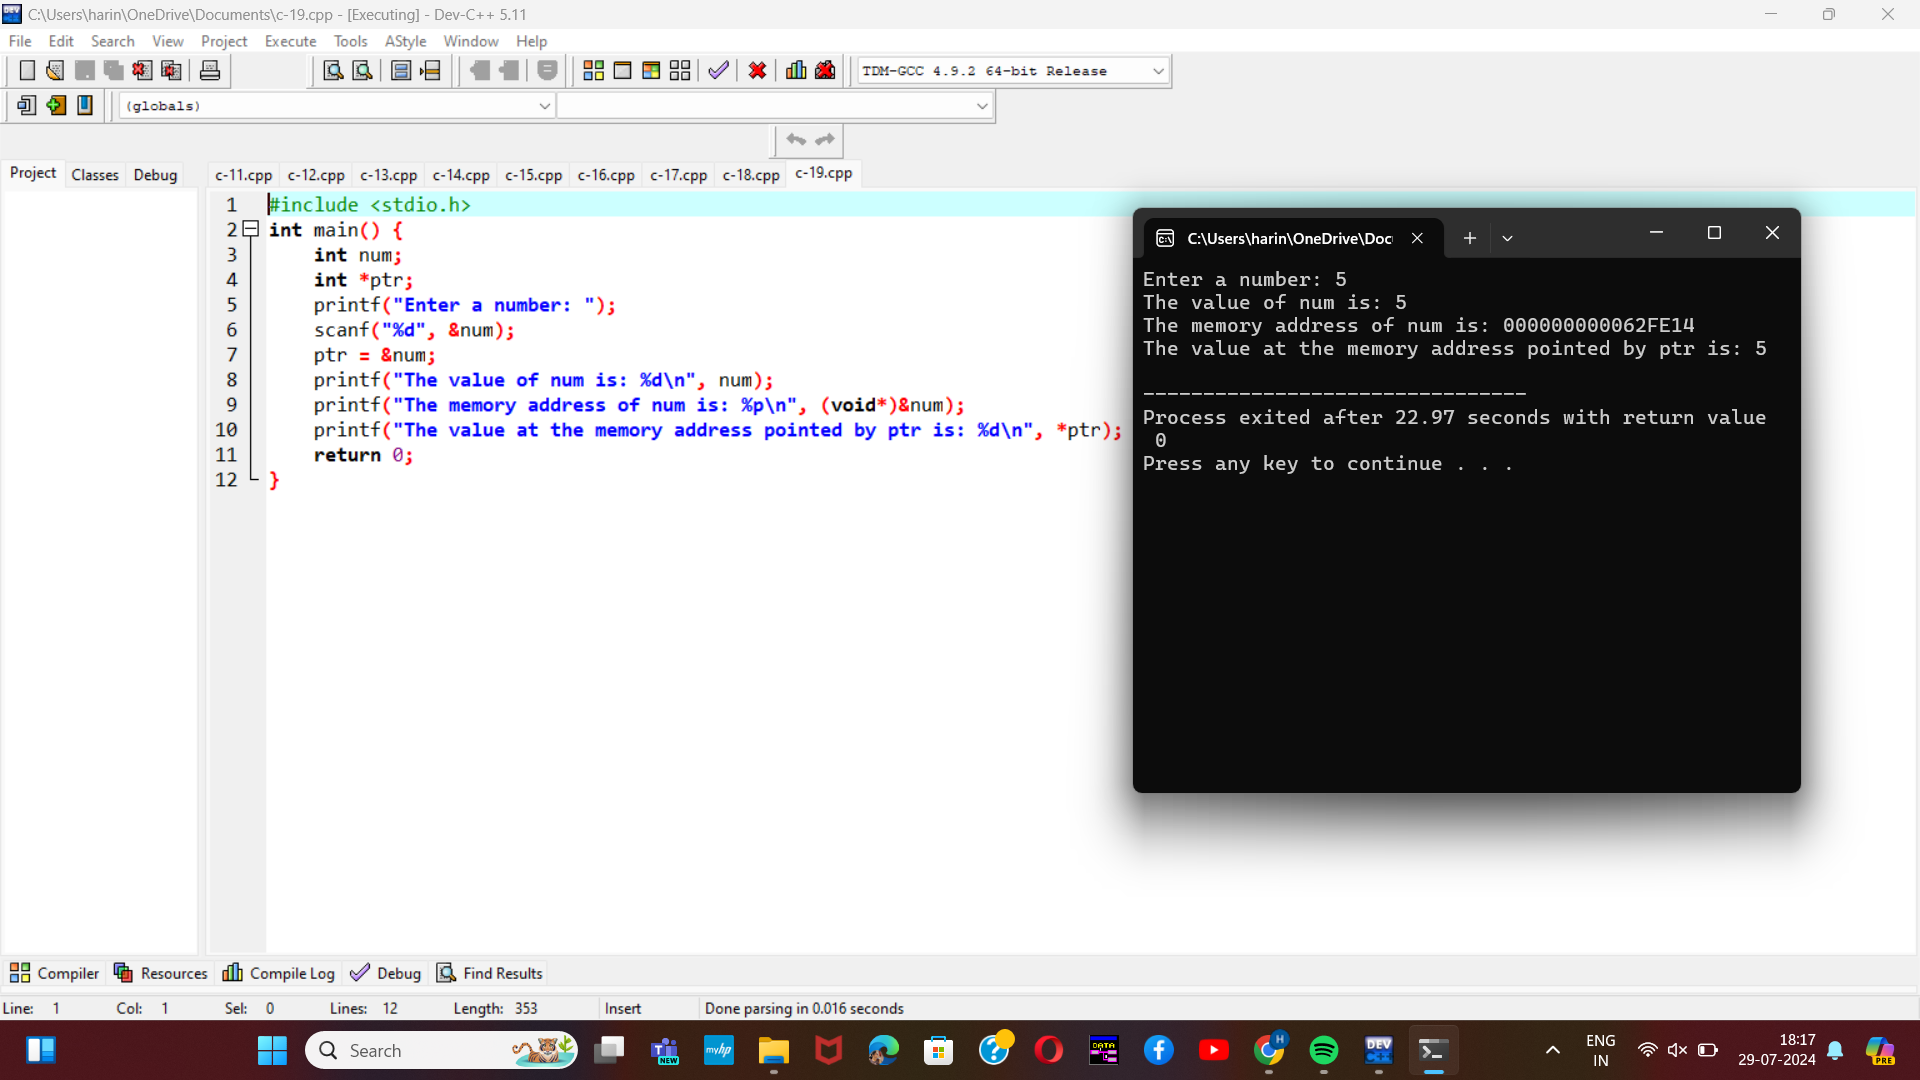 C:\Users\harin\OneDrive\Documents\c-19.cpp - [Executing] - Dev-C++ 5.11
File Edit Search View Project Execute Tools AStyle Window Help
TDM-GCC 4.9.2 64-bit Release
(globals)
Project Classes Debug
c-11.cpp c-12.cpp c-13.cpp c-14.cpp c-15.cpp c-16.cpp c-17.cpp c-18.cpp c-19.cpp
1 #include <stdio.h>
2 int main() {
3 int num;
4 int *ptr;
5 printf("Enter a number: ");
6 scanf("%d", &num);
7 ptr = &num;
8 printf("The value of num is: %d\n", num);
9 printf("The memory address of num is: %p\n", (void*)&num);
10 printf("The value at the memory address pointed by ptr is: %d\n", *ptr);
11 return 0;
12 }
C:\Users\harin\OneDrive\Doc
Enter a number: 5
The value of num is: 5
The memory address of num is: 000000000062FE14
The value at the memory address pointed by ptr is: 5
--------------------------------
Process exited after 22.97 seconds with return value
0
Press any key to continue . . .
Compiler Resources Compile Log Debug Find Results
Line: 1 Col: 1 Sel: 0 Lines: 12 Length: 353 Insert Done parsing in 0.016 seconds
Search
NEW
myhp
DATA
DEV
H
PRE
ENG
IN
18:17
29-07-2024